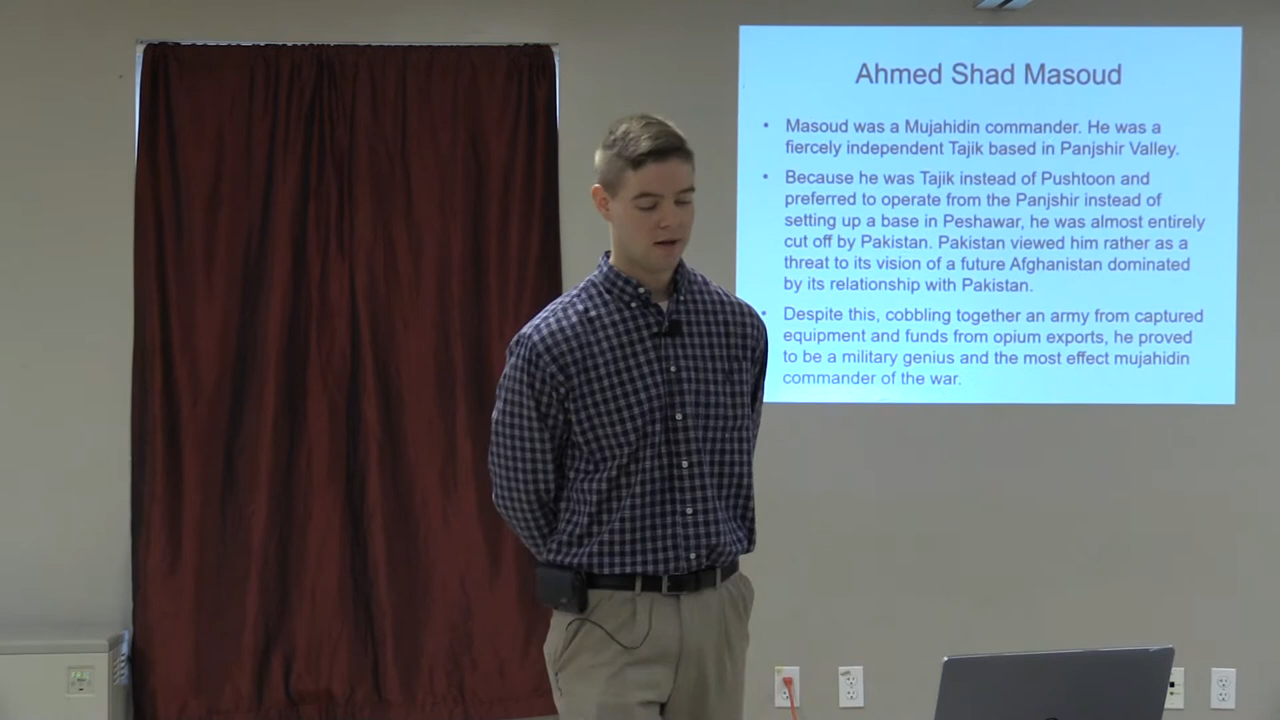 Ahmed Shad Masoud
• Masoud was a Mujahidin commander. He was a
fiercely independent Tajik based in Panjshir Valley.
• Because he was Tajik instead of Pushtoon and
preferred to operate from the Panjshir instead of
setting up a base in Peshawar, he was almost entirely
cut off by Pakistan. Pakistan viewed him rather as a
threat to its vision of a future Afghanistan dominated
by its relationship with Pakistan.
• Despite this, cobbling together an army from captured
equipment and funds from opium exports, he proved
to be a military genius and the most effect mujahidin
commander of the war.